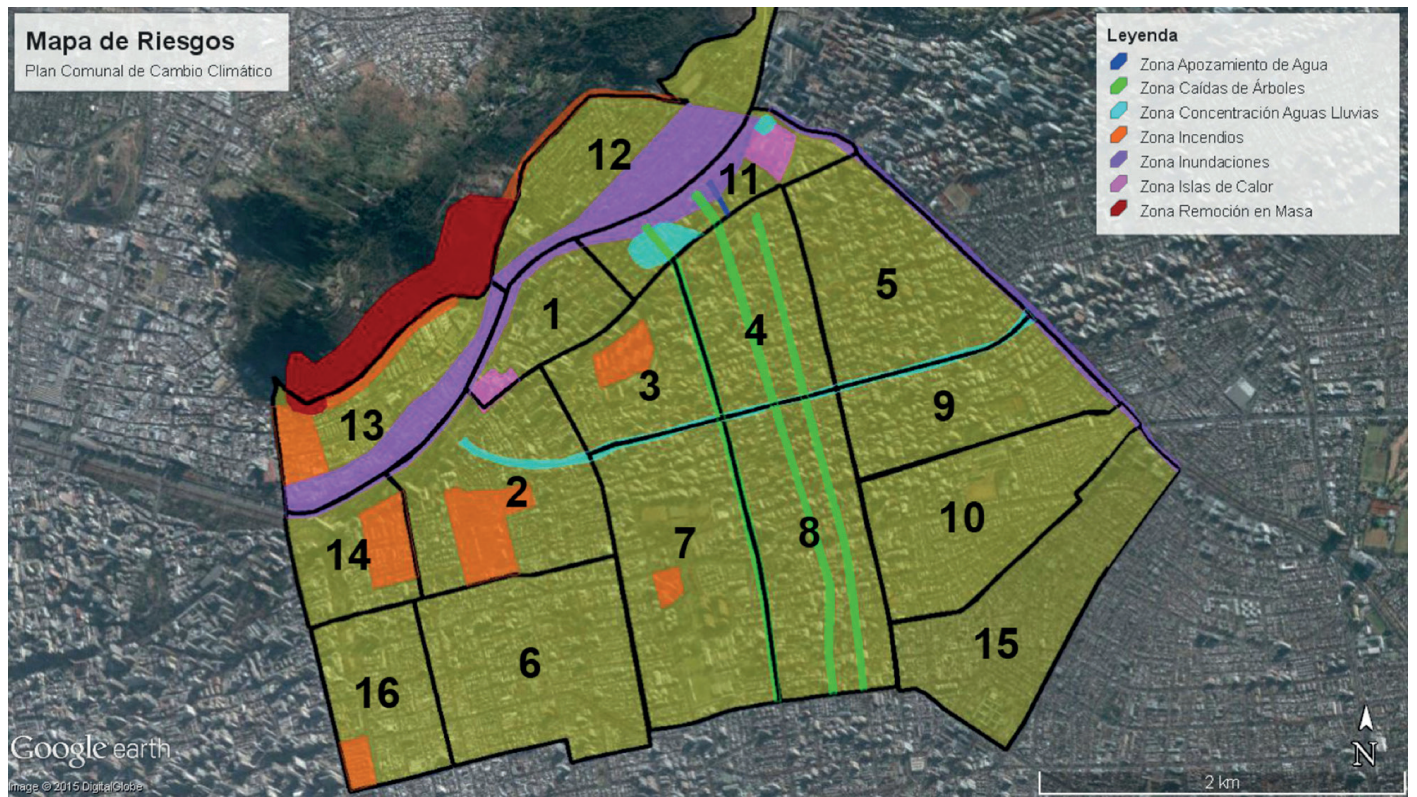 Mapa de Riesgos
Plan Comunal de Cambio Climático
Leyenda
Zona Apozamiento de Agua
Zona Caídas de Árboles
Zona Concentración Aguas Lluvias
Zona Incendios
Zona Inundaciones
Zona Islas de Calor
Zona Remoción en Masa
12
11
5
1
4
3
9
13
2
10
14
7
8
15
6
16
Google earth
N
Image © 2015 DigitalGlobe
2 km